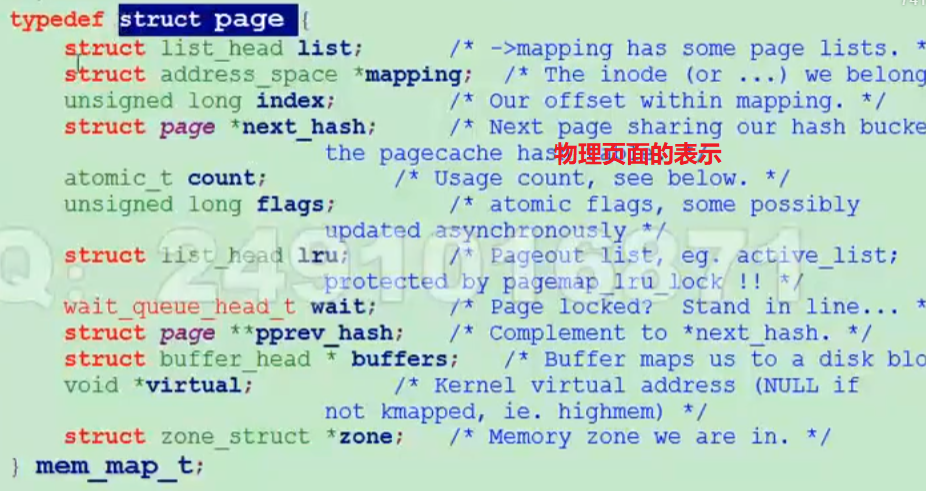 typedef struct page {
struct list_head list; /* ->mapping has some page lists. *
struct address_space *mapping; /* The inode (or ...) we belong
unsigned long index; /* Our offset within mapping. */
struct page *next_hash; /* Next page sharing our hash bucke
the pagecache has
物理页面的表示
atomic_t count; /* Usage count, see below. */
unsigned long flags; /* atomic flags, some possibly
updated asynchronously */
struct list_head lru; /* Pageout list, eg. active_list;
protected by pagemap_lru_lock !! */
wait_queue_head_t wait; /* Page locked? Stand in line... *
struct page **pprev_hash; /* Complement to *next_hash. */
struct buffer_head * buffers; /* Buffer maps us to a disk blo
void *virtual; /* Kernel virtual address (NULL if
not kmapped, ie. highmem) */
struct zone_struct *zone; /* Memory zone we are in. */
} mem_map_t;
Q: 2491016871